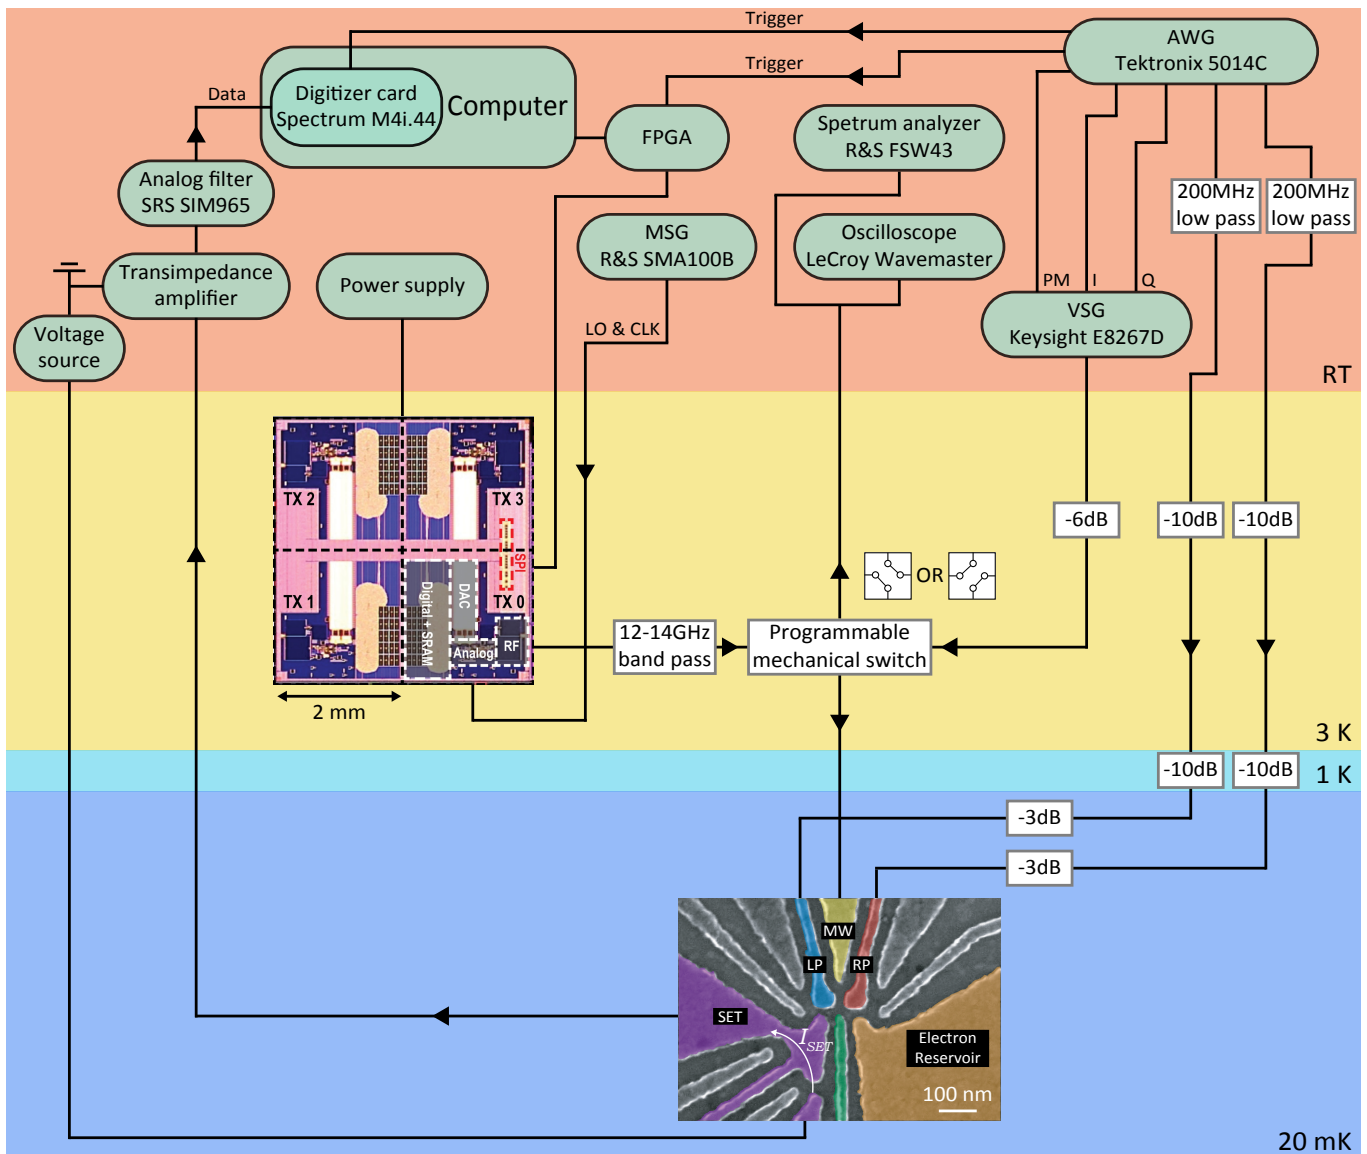 Trigger
AWG
Tektronix 5014C
Trigger
Data
Digitizer card
Spectrum M4i.44
Computer
FPGA
Spetrum analyzer
R&S FSW43
Analog filter
SRS SIM965
200MHz
low pass
200MHz
low pass
MSG
R&S SMA100B
Oscilloscope
LeCroy Wavemaster
Transimpedance
amplifier
Power supply
PM
I
Q
VSG
Keysight E8267D
Voltage
source
LO & CLK
RT
TX 2
TX 3
SPI
-6dB
-10dB
-10dB
OR
TX 1
TX 0
Digital + SRAM
DAC
Analog
RF
12-14GHz
band pass
Programmable
mechanical switch
2 mm
3 K
-10dB
-10dB
1 K
-3dB
-3dB
MW
LP
RP
SET
ISET
Electron
Reservoir
100 nm
20 mK